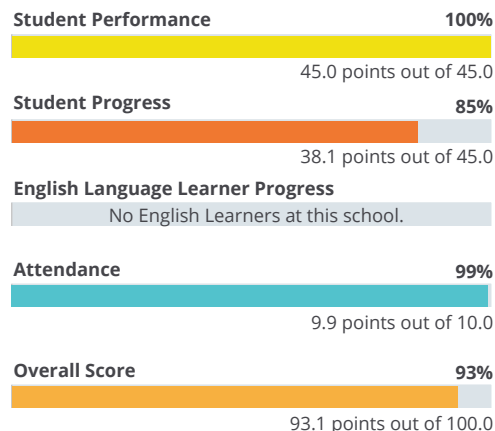 Student Performance 100%
45.0 points out of 45.0
Student Progress 85%
38.1 points out of 45.0
English Language Learner Progress
No English Learners at this school.
Attendance 99%
9.9 points out of 10.0
Overall Score 93%
93.1 points out of 100.0